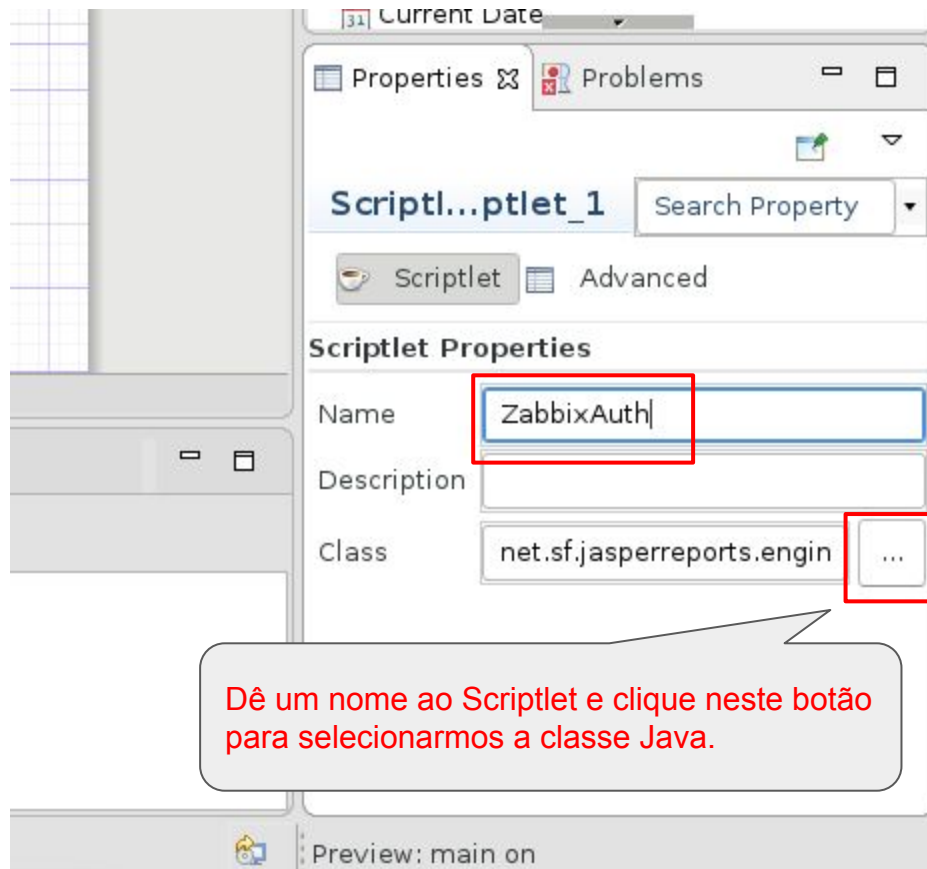 Current Date
Properties Problems
Scriptl...ptlet_1 Search Property
Scriptlet Advanced
Scriptlet Properties
Name ZabbixAuth
Description
Class net.sf.jasperreports.engin ...
Dê um nome ao Scriptlet e clique neste botão
para selecionarmos a classe Java.
Preview: main on